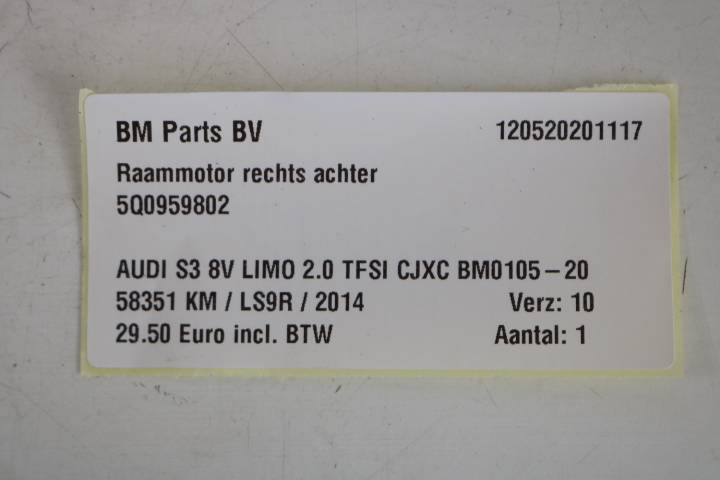 BM Parts BV 120520201117
Raammotor rechts achter
5Q0959802
AUDI S3 8V LIMO 2.0 TFSI CJXC BM0105-20
58351 KM / LS9R / 2014 Verz: 10
29.50 Euro incl. BTW Aantal: 1